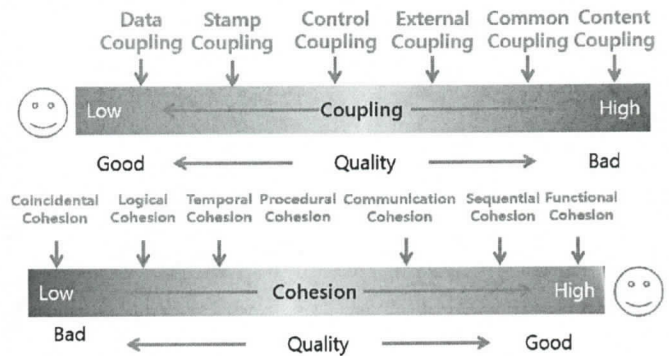 Data Stamp Control External Common Content
Coupling Coupling Coupling Coupling Coupling Coupling
Low Coupling High
Good Quality Bad
Coincidental Logical Temporal Procedural Communication Sequential Functional
Cohesion Cohesion Cohesion Cohesion Cohesion Cohesion Cohesion
Low Cohesion High
Bad Quality Good